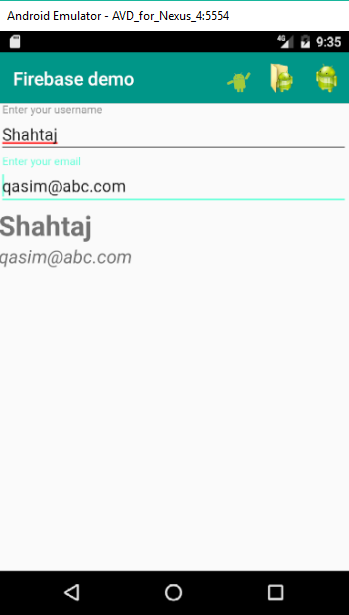 Android Emulator - AVD_for_Nexus_4:5554
4G 9:35
Firebase demo
Enter your username
Shahtaj
Enter your email
qasim@abc.com
Shahtaj
qasim@abc.com